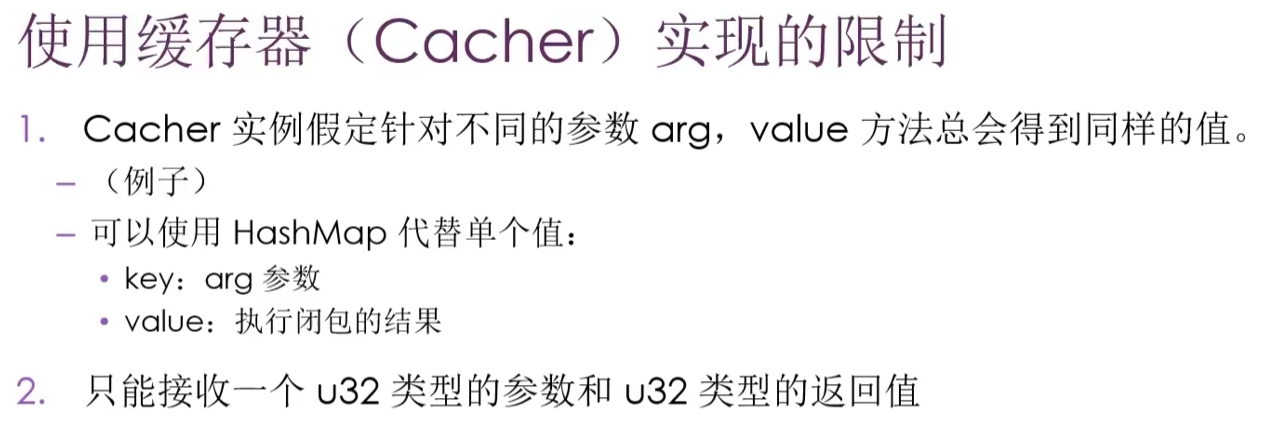 使用缓存器（Cacher）实现的限制
1. Cacher 实例假定针对不同的参数 arg，value 方法总会得到同样的值。
– （例子）
– 可以使用 HashMap 代替单个值：
• key：arg 参数
• value：执行闭包的结果
2. 只能接收一个 u32 类型的参数和 u32 类型的返回值